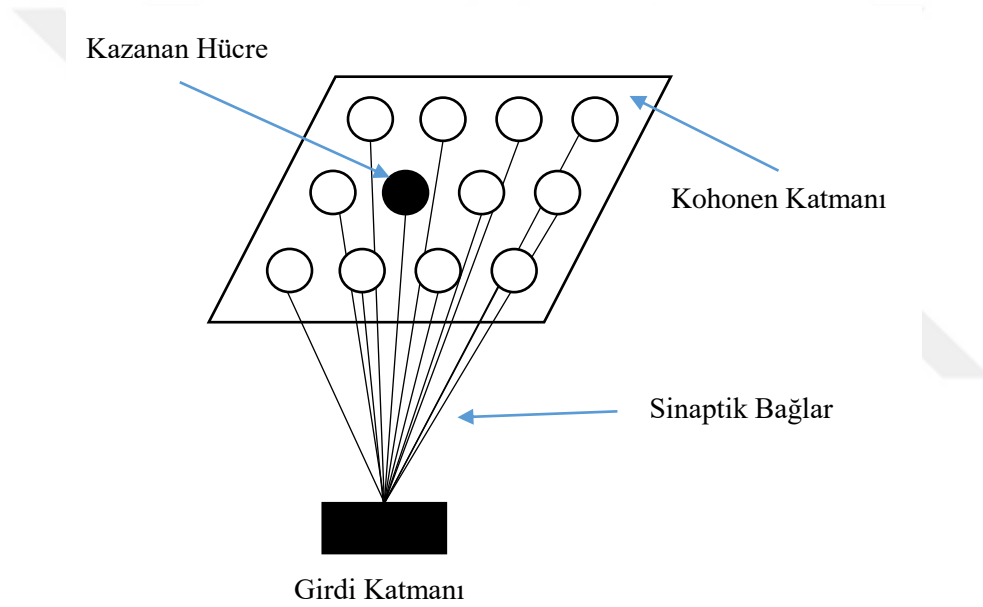 Kazanan Hücre
Kohonen Katmanı
Sinaptik Bağlar
Girdi Katmanı